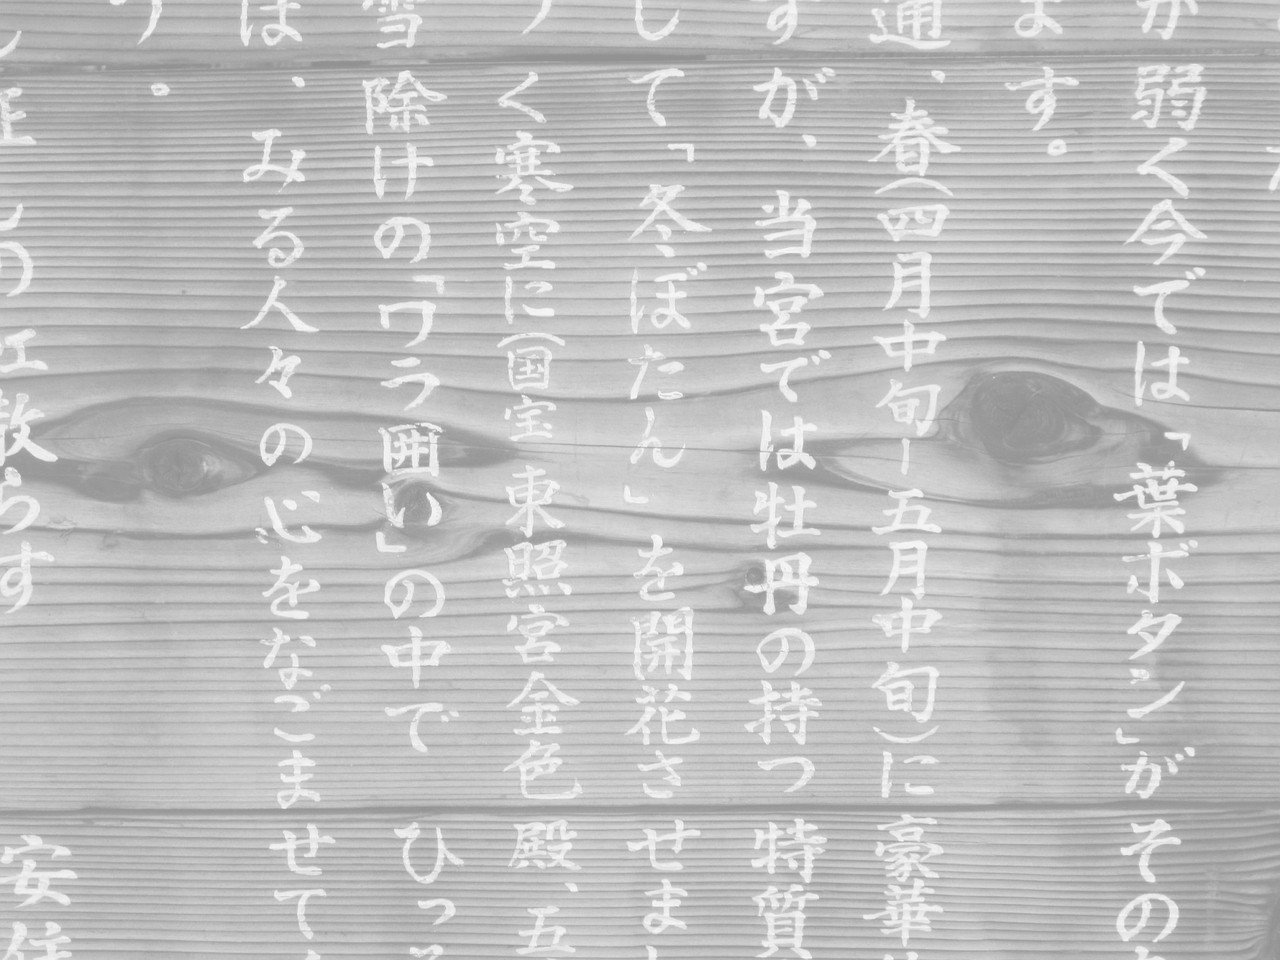 が弱く今では「葉ボタン」がその
ます。
通、春(四月中旬ー五月中旬)に豪華
すが、当宮では牡丹の持つ特質
して「冬ぼたん」を開花させまし
く寒空に(国宝東照宮金色殿、五
雪除けの「ワラ囲い」の中でひっそ
は、みる人々の心をなごませて
う。
散らす 安住